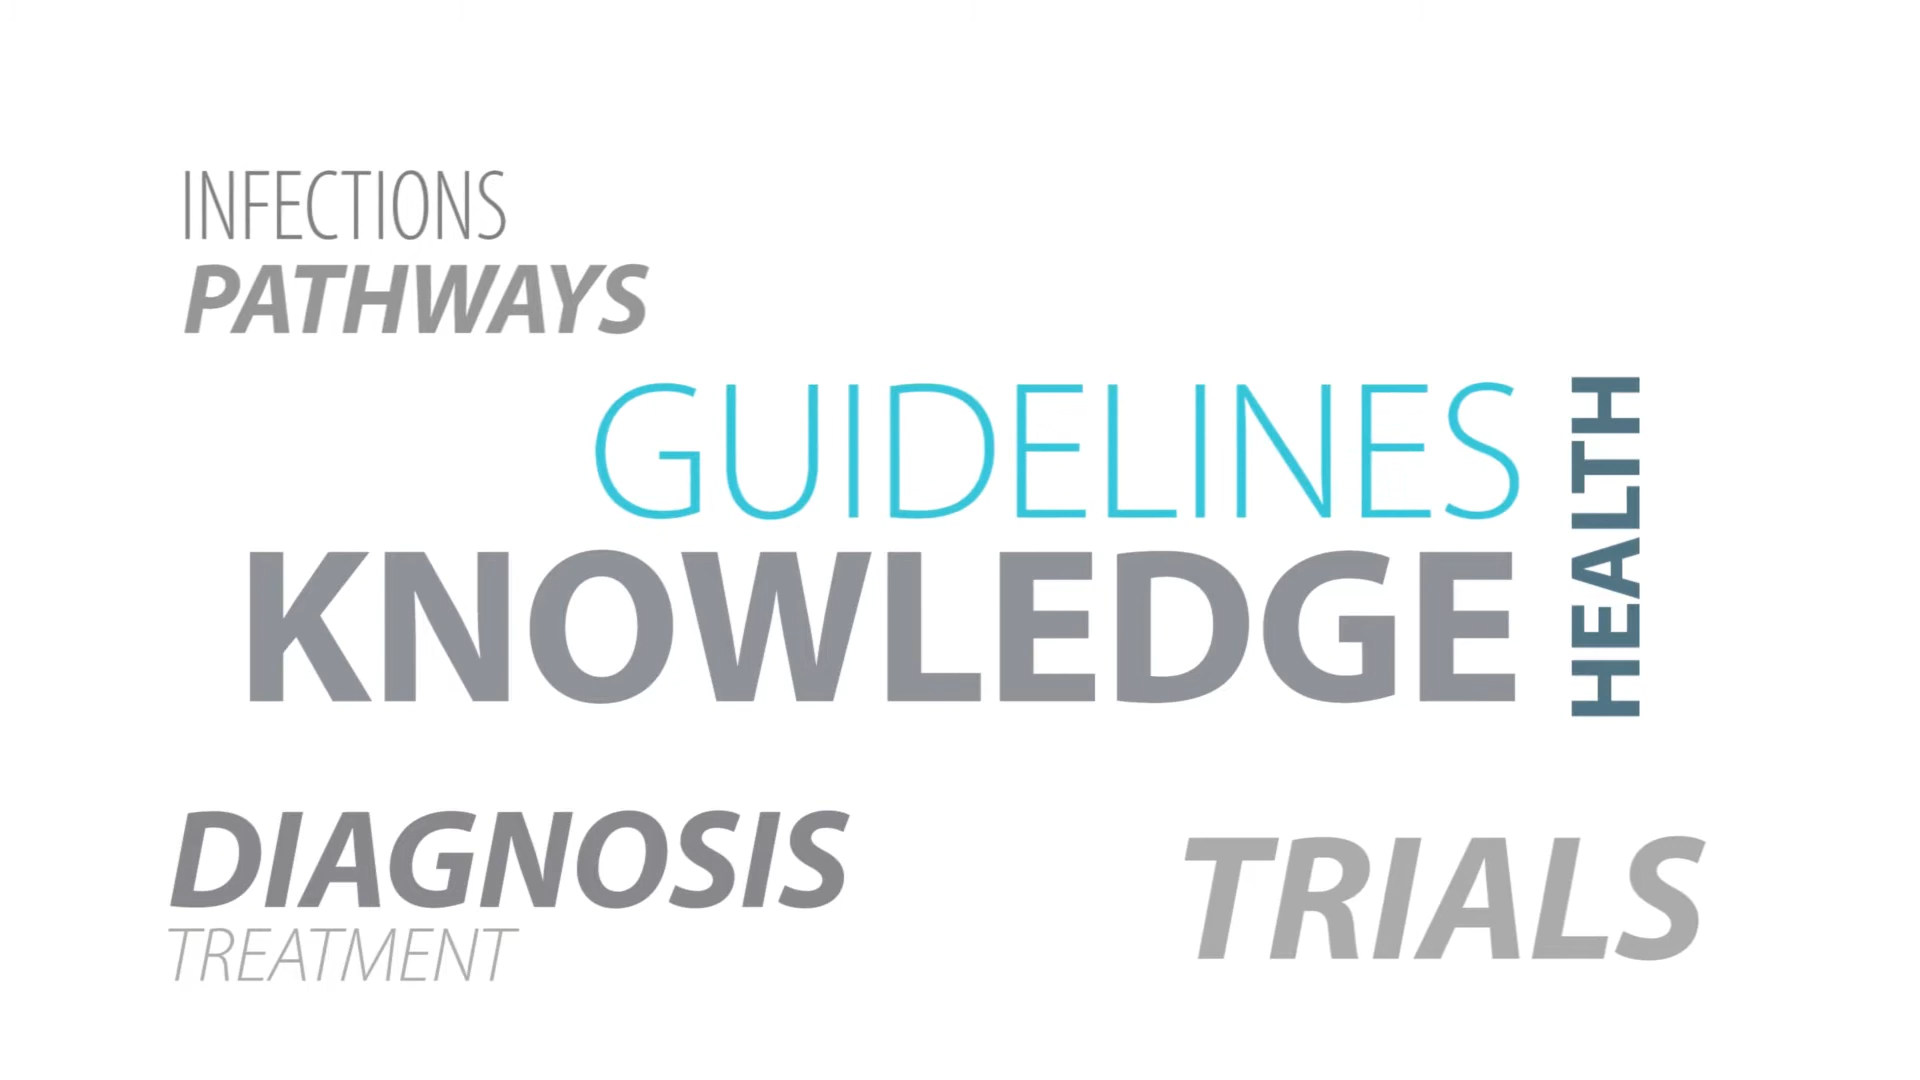 INFECTIONS
PATHWAYS
GUIDELINES
HEALTH
KNOWLEDGE
DIAGNOSIS
TREATMENT
TRIALS